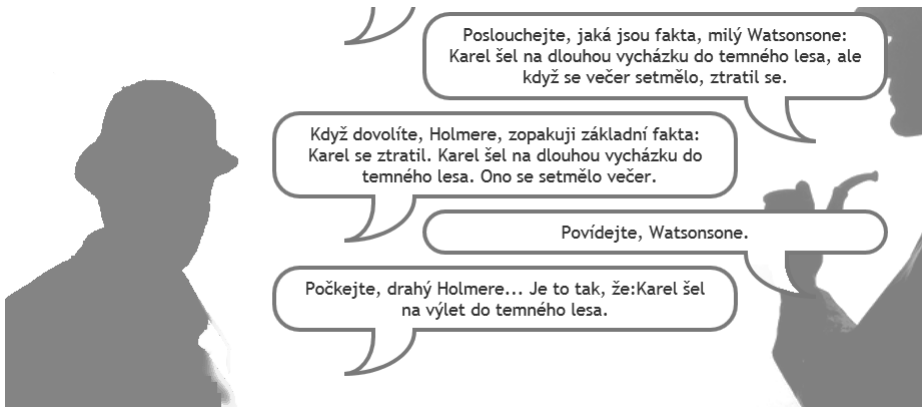 Poslouchejte, jaká jsou fakta, milý Watsonsone:
Karel šel na dlouhou vycházku do temného lesa, ale
když se večer setmělo, ztratil se.
Když dovolíte, Holmere, zopakuji základní fakta:
Karel se ztratil. Karel šel na dlouhou vycházku do
temného lesa. Ono se setmělo večer.
Povídejte, Watsonsone.
Počkejte, drahý Holmere... Je to tak, že:Karel šel
na výlet do temného lesa.